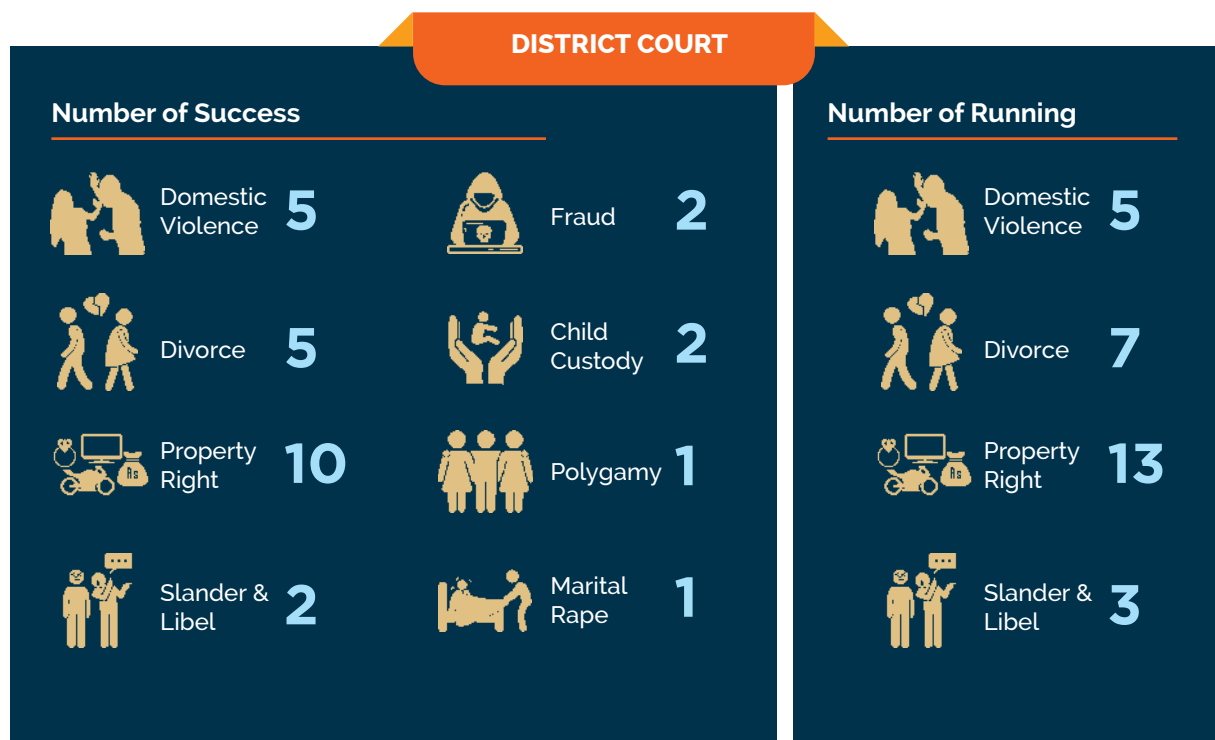 DISTRICT COURT
Number of Success
Domestic
Violence
5
Divorce
5
Property
Right
10
Rs
Slander &
Libel
2
Fraud
2
Child
Custody
2
Polygamy
1
Marital
Rape
1
Number of Running
Domestic
Violence
5
Divorce
7
Property
Right
13
Rs
Slander &
Libel
3